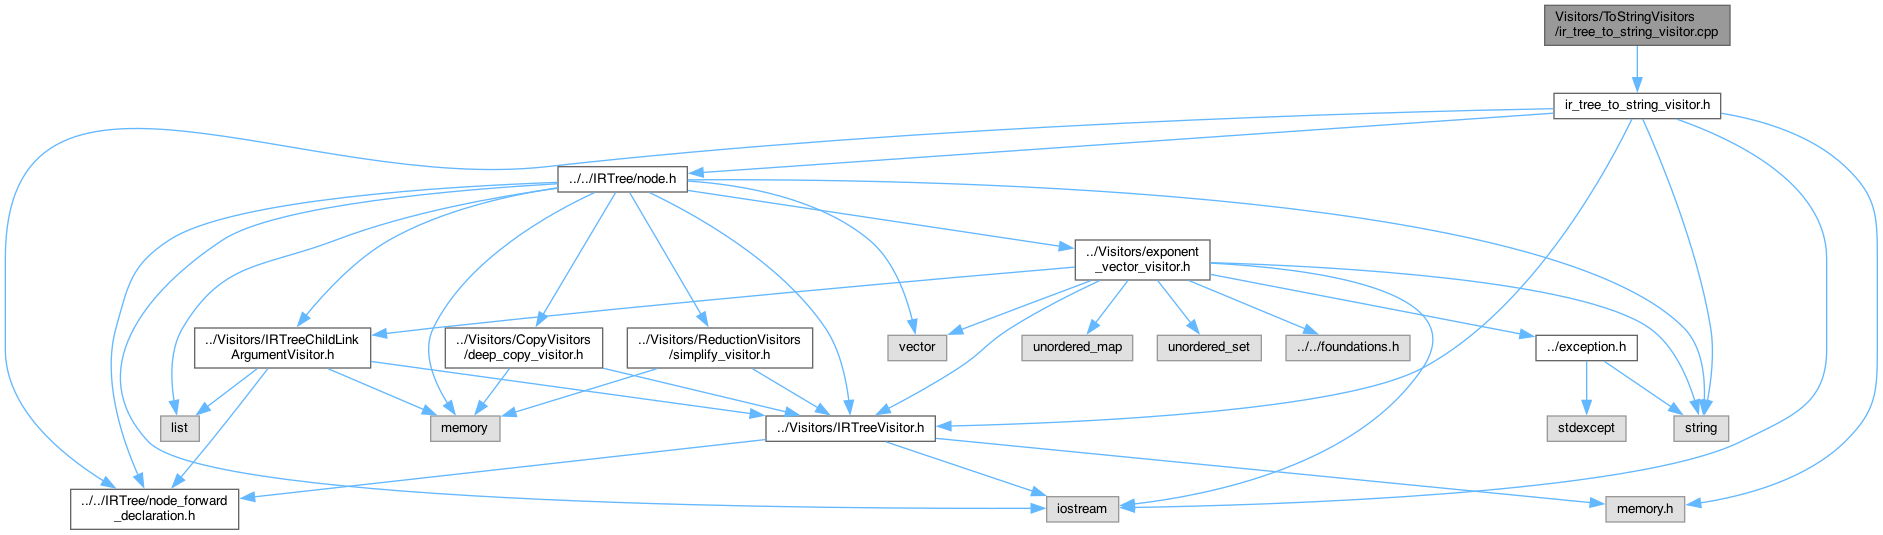 Visitors/ToStringVisitors
/ir_tree_to_string_visitor.cpp
ir_tree_to_string_visitor.h
../../IRTree/node.h
../Visitors/exponent
_vector_visitor.h
../Visitors/IRTreeChildLink
ArgumentVisitor.h
../Visitors/CopyVisitors
/deep_copy_visitor.h
../Visitors/ReductionVisitors
/simplify_visitor.h
vector
unordered_map
unordered_set
../../foundations.h
../exception.h
list
memory
../Visitors/IRTreeVisitor.h
stdexcept
string
../../IRTree/node_forward
_declaration.h
iostream
memory.h